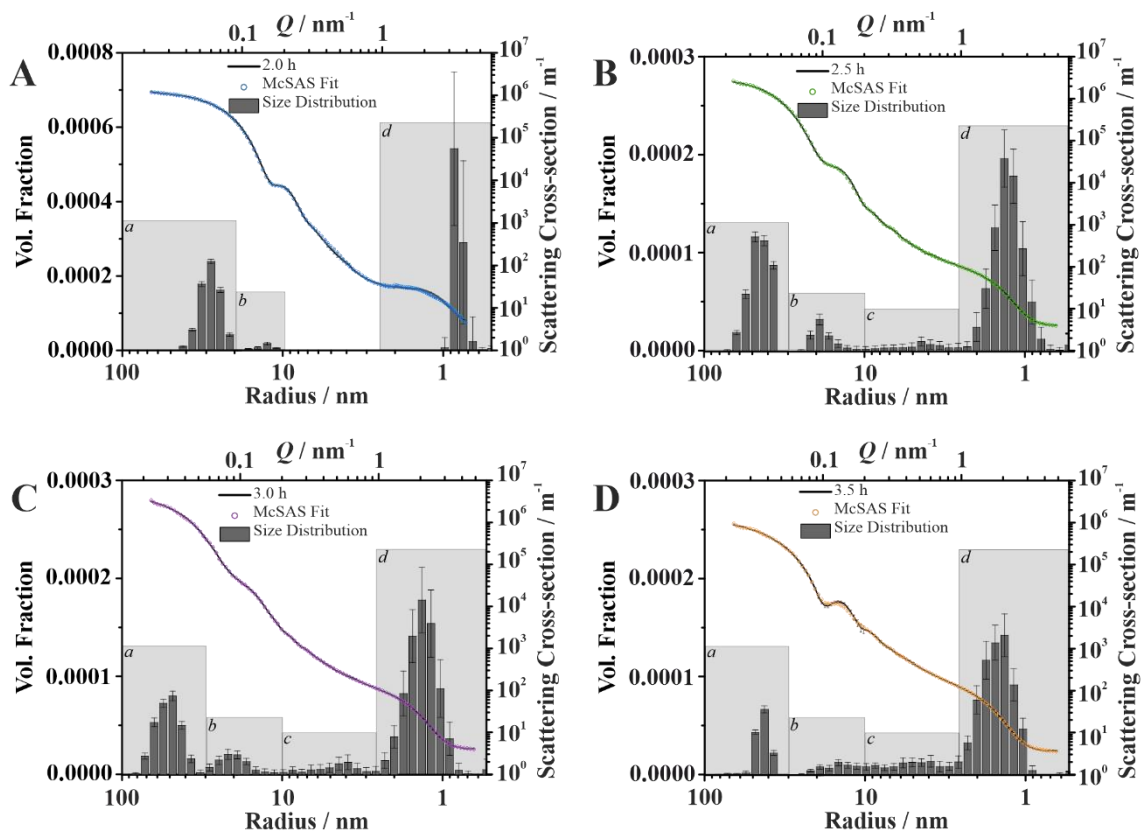 Q / nm⁻¹
0.1 1
A
2.0 h
McSAS Fit
Size Distribution
a
b
d
Vol. Fraction
0.0008
0.0006
0.0004
0.0002
0.0000
Scattering Cross-section / m⁻¹
10⁷
10⁶
10⁵
10⁴
10³
10²
10¹
10⁰
100 10 1
Radius / nm
Q / nm⁻¹
0.1 1
B
2.5 h
McSAS Fit
Size Distribution
a
b
c
d
Vol. Fraction
0.0003
0.0002
0.0001
0.0000
Scattering Cross-section / m⁻¹
10⁷
10⁶
10⁵
10⁴
10³
10²
10¹
10⁰
100 10 1
Radius / nm
Q / nm⁻¹
0.1 1
C
3.0 h
McSAS Fit
Size Distribution
a
b
c
d
Vol. Fraction
0.0003
0.0002
0.0001
0.0000
Scattering Cross-section / m⁻¹
10⁷
10⁶
10⁵
10⁴
10³
10²
10¹
10⁰
100 10 1
Radius / nm
Q / nm⁻¹
0.1 1
D
3.5 h
McSAS Fit
Size Distribution
a
b
c
d
Vol. Fraction
0.0003
0.0002
0.0001
0.0000
Scattering Cross-section / m⁻¹
10⁷
10⁶
10⁵
10⁴
10³
10²
10¹
10⁰
100 10 1
Radius / nm